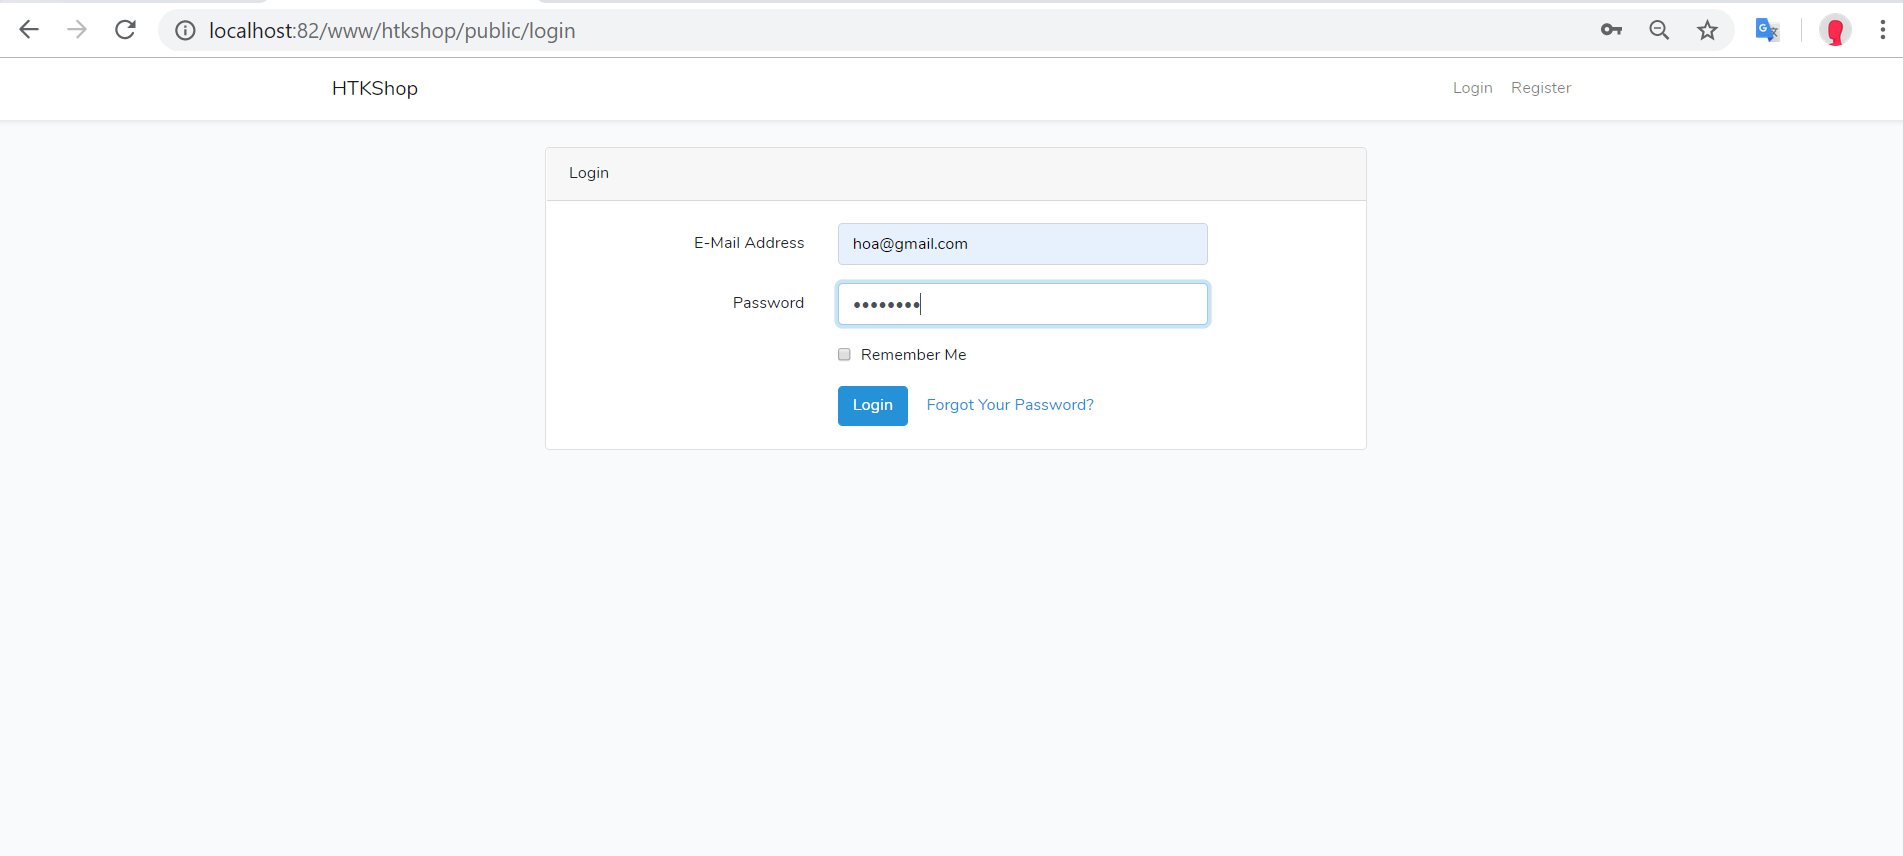 localhost:82/www/htkshop/public/login
HTKShop Login Register
Login
E-Mail Address hoa@gmail.com
Password ••••••••
Remember Me
Login Forgot Your Password?